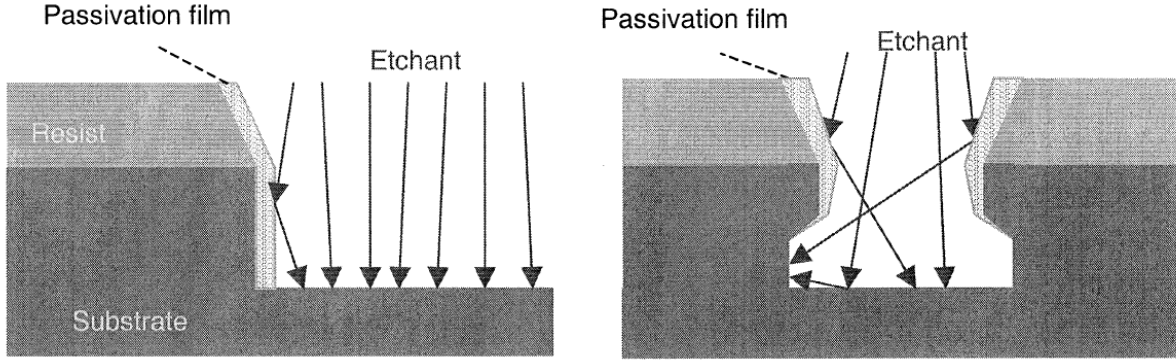 Passivation film
Etchant
Resist
Substrate
Passivation film
Etchant